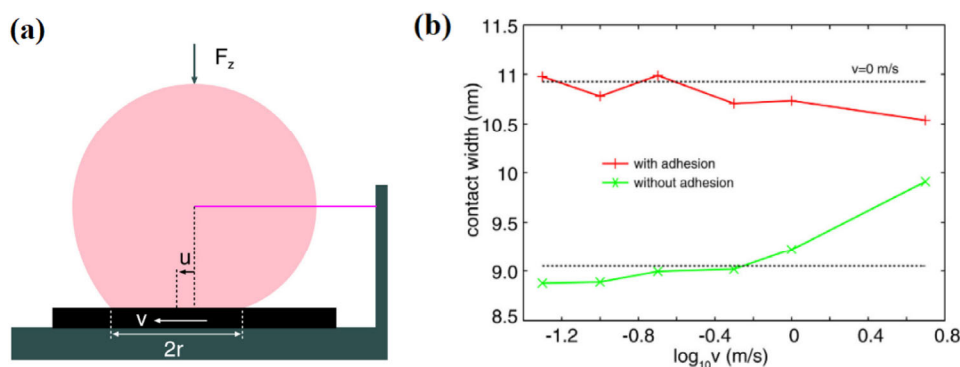 (a)
F_z
u
v
2r
(b)
contact width (nm)
11.5
11
10.5
10
9.5
9.0
8.5
v=0 m/s
with adhesion
without adhesion
-1.2 -0.8 -0.4 0 0.4 0.8
log₁₀v (m/s)